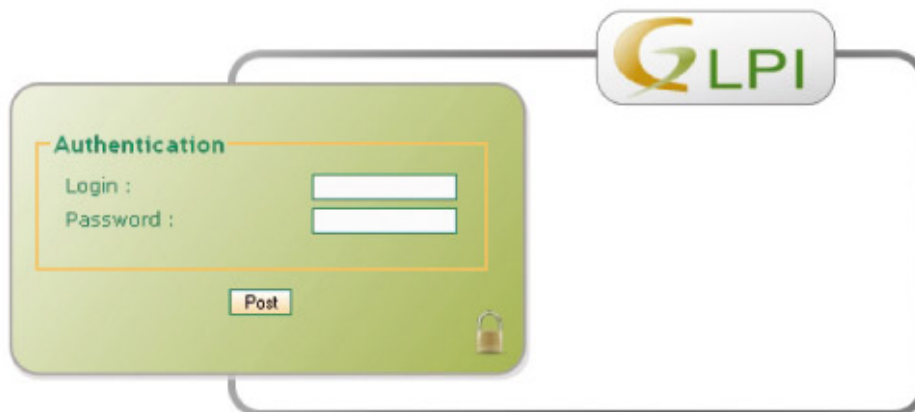 GLPI
Authentication
Login :
Password :
Post